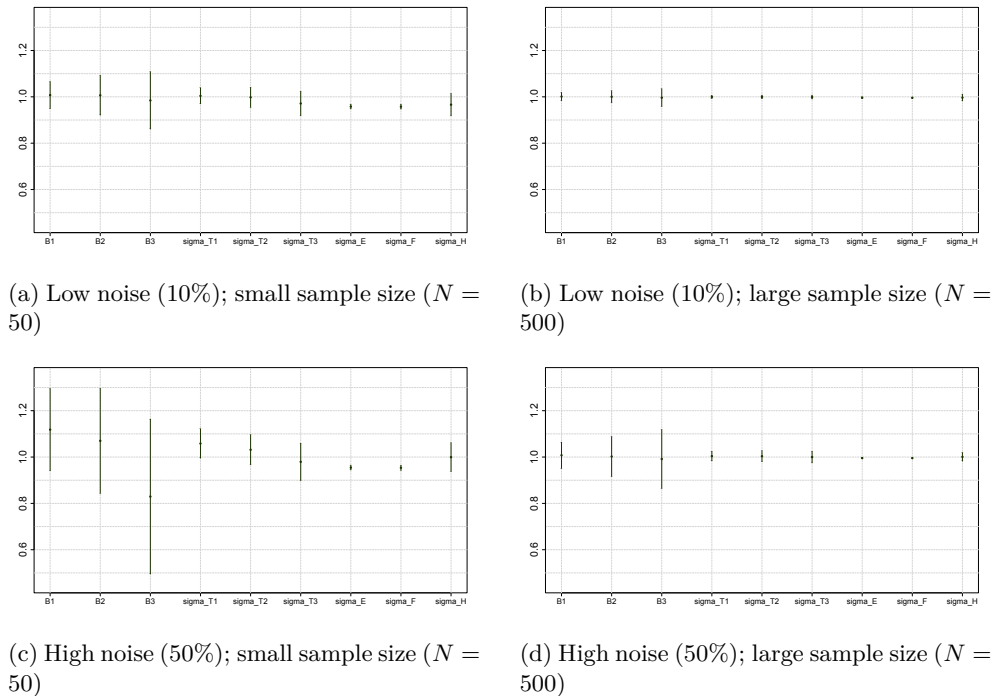 1.2
1.0
0.8
0.6
B1 B2 B3 sigma_T1 sigma_T2 sigma_T3 sigma_E sigma_F sigma_H
(a) Low noise (10%); small sample size (N =
50)
1.2
1.0
0.8
0.6
B1 B2 B3 sigma_T1 sigma_T2 sigma_T3 sigma_E sigma_F sigma_H
(b) Low noise (10%); large sample size (N =
500)
1.2
1.0
0.8
0.6
B1 B2 B3 sigma_T1 sigma_T2 sigma_T3 sigma_E sigma_F sigma_H
(c) High noise (50%); small sample size (N =
50)
1.2
1.0
0.8
0.6
B1 B2 B3 sigma_T1 sigma_T2 sigma_T3 sigma_E sigma_F sigma_H
(d) High noise (50%); large sample size (N =
500)